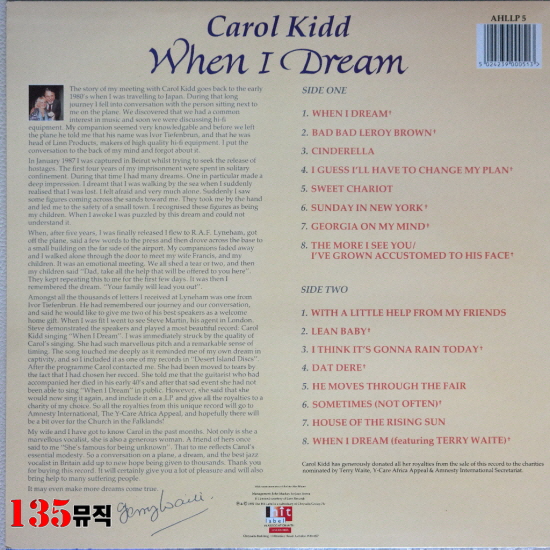 Carol Kidd
When I Dream
AHLLP 5
5 024239 000513
The story of my meeting with Carol Kidd goes back to the early
1980's when I was travelling to Japan. During that long
journey I fell into conversation with the person sitting next to
me on the plane. We discovered that we had a common
interest in music and soon we were discussing hi-fi
equipment. My companion seemed very knowledgable and before we left
the plane he told me that his name was Ivor Tiefenbrun, and that he was
head of Linn Products, makers of high quality hi-fi equipment. I put the
conversation to the back of my mind and forgot about it.
In January 1987 I was captured in Beirut whilst trying to seek the release of
hostages. The first four years of my imprisonment were spent in solitary
confinement. During that time I had many dreams. One in particular made a
deep impression. I dreamt that I was walking by the sea when I suddenly
realised that I was lost. I felt afraid and very much alone. Suddenly I saw
some figures coming across the sands toward me. They took me by the hand
and led me to the safety of a small town. I recognised those figures as being
my children. When I awoke I was puzzled by this dream and could not
understand it.
When, after five years, I was finally released I flew to R.A.F. Lyneham, got
off the plane, said a few words to the press and then drove across the base to
a small building on the far side of the airport. My companions faded away
and I walked alone through the door to meet my wife Francis, and my
children. It was an emotional meeting. We all shed a tear or two, and then
my children said "Dad, take all the help that will be offered to you here".
They kept repeating this to me for the first few days. It was then I
remembered the dream. "Your family will lead you out".
Amongst all the thousands of letters I received at Lyneham was one from
Ivor Tiefenbrun. He had remembered our journey and our conversation,
and said he would like to give me two of his best speakers as a welcome
home gift. When I was fit I went to see Steve Martin, his agent in London.
Steve demonstrated the speakers and played a most beautiful record: Carol
Kidd singing "When I Dream". I was immediately struck by the quality of
Carol's singing. She had such marvellous pitch and a remarkable sense of
timing. The song touched me deeply as it reminded me of my own dream in
captivity, and so I included it as one of my records in "Desert Island Discs".
After the programme Carol contacted me. She had been moved to tears by
the fact that I had chosen her record. She told me that the guitarist who had
accompanied her died in his early 40's and after that sad event she had not
been able to sing "When I Dream" in public. However, she said that she
would now sing it again, and include it on a LP and give all the royalties to a
charity of my choice. So all the royalties from this unique record will go to
Amnesty International, The Y-Care Africa Appeal, and hopefully there will
be a bit over for the Church in the Falklands!
My wife and I have got to know Carol in the past months. Not only is she a
marvellous vocalist, she is also a generous woman. A friend of hers once
said to me "She's famous for being unknown". That to me reflects Carol's
essential modesty. So a conversation on a plane, a dream, and the best jazz
vocalist in Britain add up to new hope being given to thousands. Thank you
for buying this record. It will certainly give you a lot of pleasure and will also
bring help to many suffering people.
It may even make more dreams come true.
Terry Waite.
SIDE ONE
1. WHEN I DREAM†
2. BAD BAD LEROY BROWN†
3. CINDERELLA
4. I GUESS I'LL HAVE TO CHANGE MY PLAN†
5. SWEET CHARIOT
6. SUNDAY IN NEW YORK†
7. GEORGIA ON MY MIND†
8. THE MORE I SEE YOU/
I'VE GROWN ACCUSTOMED TO HIS FACE†
SIDE TWO
1. WITH A LITTLE HELP FROM MY FRIENDS
2. LEAN BABY†
3. I THINK IT'S GONNA RAIN TODAY†
4. DAT DERE†
5. HE MOVES THROUGH THE FAIR
6. SOMETIMES (NOT OFTEN)†
7. HOUSE OF THE RISING SUN
8. WHEN I DREAM (featuring TERRY WAITE)†
Carol Kidd has generously donated all her royalties from the sale of this record to the charities
nominated by Terry Waite, Y-Care Africa Appeal & Amnesty International Secretariat.
hit
label
135뮤직